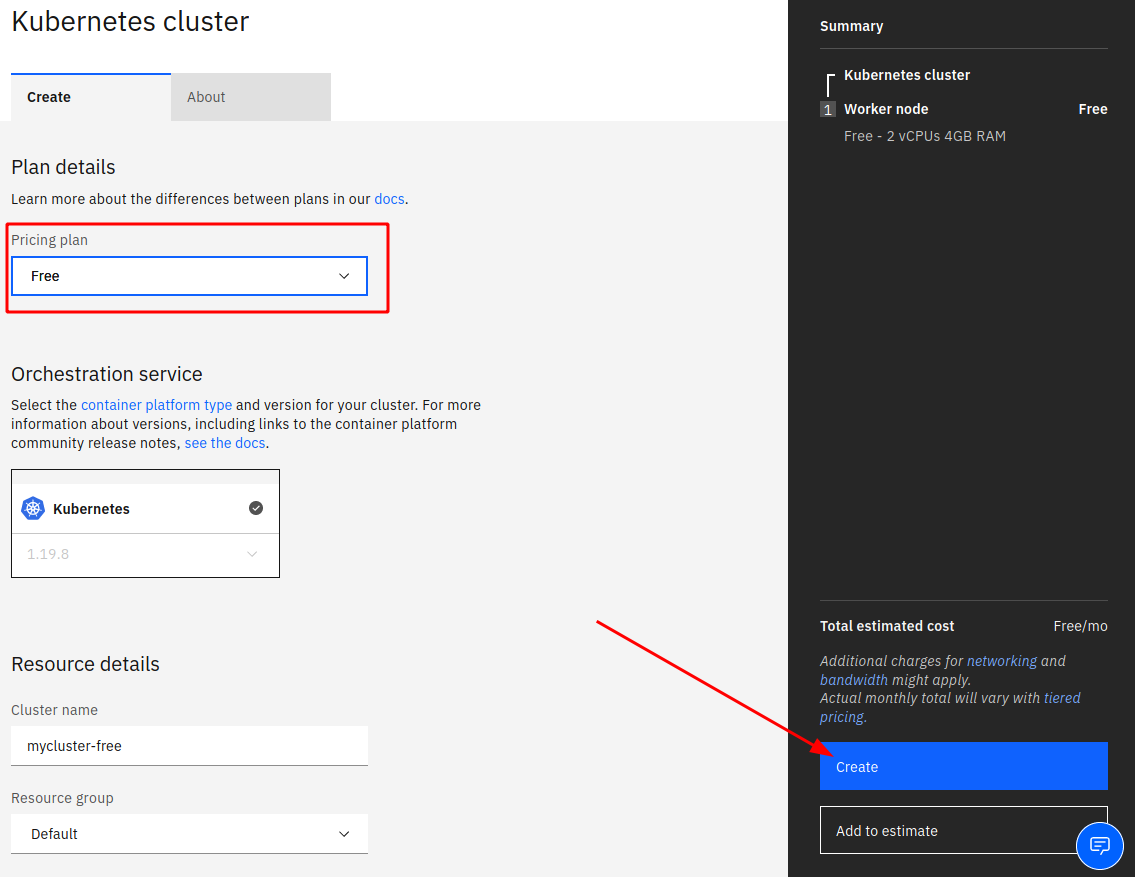 Kubernetes cluster
Create
About
Plan details
Learn more about the differences between plans in our docs.
Pricing plan
Free
Orchestration service
Select the container platform type and version for your cluster. For more
information about versions, including links to the container platform
community release notes, see the docs.
Kubernetes
1.19.8
Resource details
Cluster name
mycluster-free
Resource group
Default
Summary
Kubernetes cluster
1 Worker node Free
Free - 2 vCPUs 4GB RAM
Total estimated cost Free/mo
Additional charges for networking and
bandwidth might apply.
Actual monthly total will vary with tiered
pricing.
Create
Add to estimate